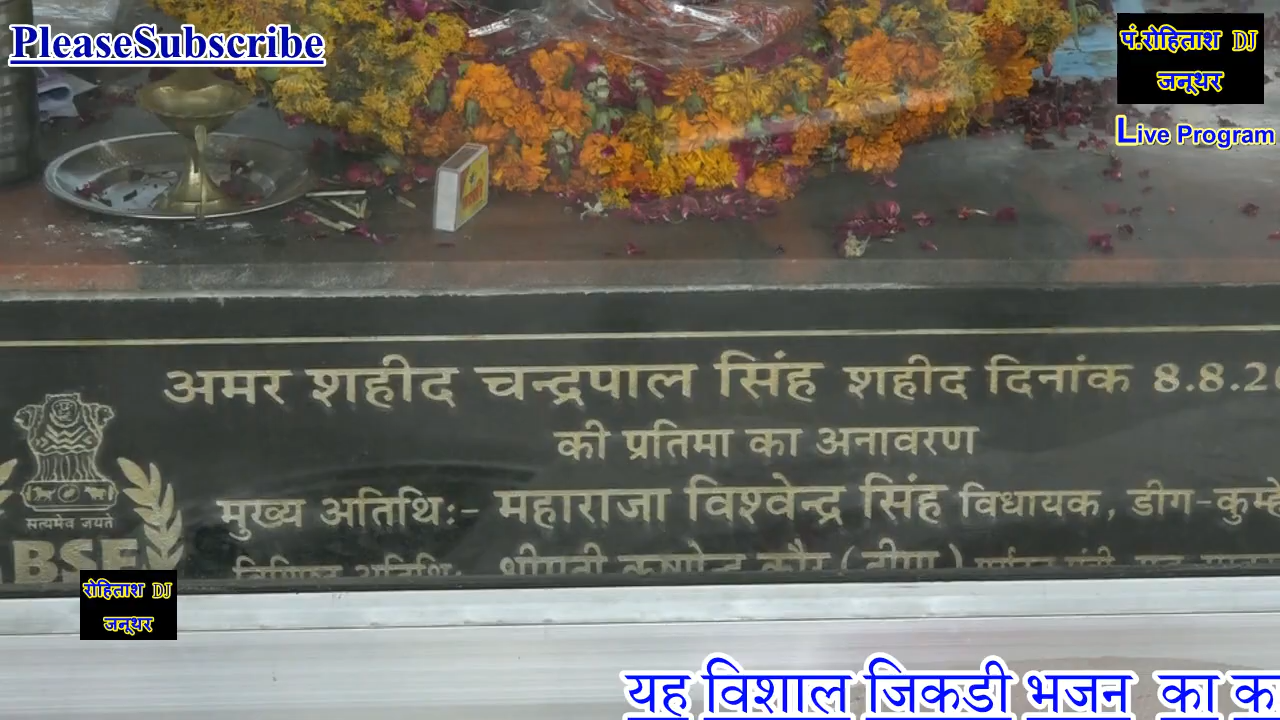 PleaseSubscribe
पं.रोहिताश DJ
जनूथर
Live Program
अमर शहीद चन्द्रपाल सिंह शहीद दिनांक 8.8.2
की प्रतिमा का अनावरण
मुख्य अतिथि:- महाराजा विश्वेन्द्र सिंह विधायक, डीग-कुम्हे
सत्यमेव जयते
BSF
रोहिताश DJ
जनूथर
यह विशाल जिकडी भजन का क